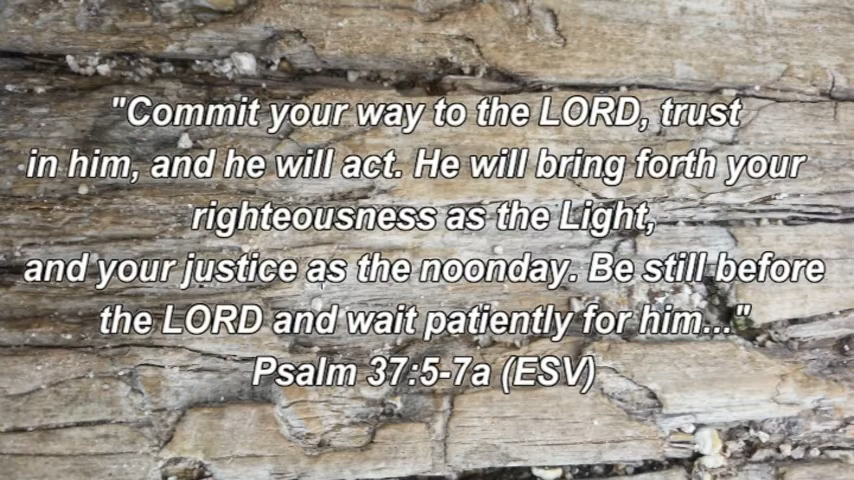 "Commit your way to the LORD, trust
in him, and he will act. He will bring forth your
righteousness as the Light,
and your justice as the noonday. Be still before
the LORD and wait patiently for him..."
Psalm 37:5-7a (ESV)